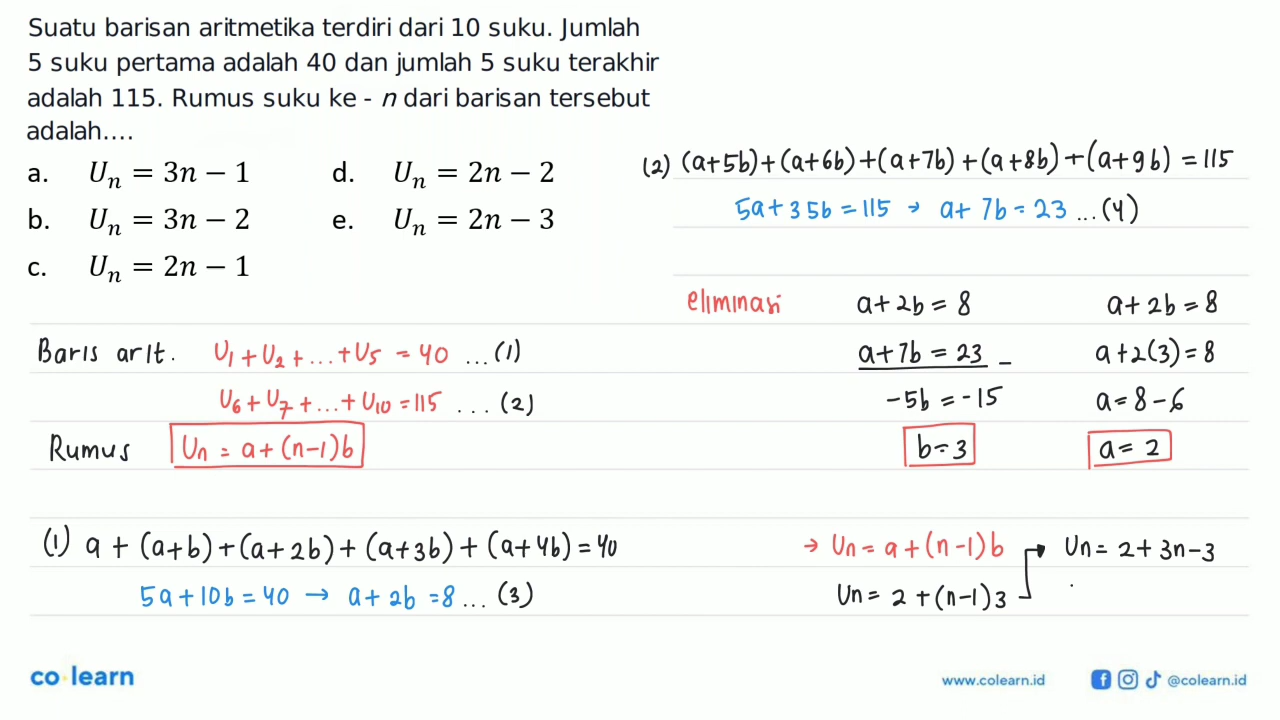 Suatu barisan aritmetika terdiri dari 10 suku. Jumlah
5 suku pertama adalah 40 dan jumlah 5 suku terakhir
adalah 115. Rumus suku ke - n dari barisan tersebut
adalah....
a. Uₙ = 3n − 1 d. Uₙ = 2n − 2
b. Uₙ = 3n − 2 e. Uₙ = 2n − 3
c. Uₙ = 2n − 1
Baris arit. U₁ + U₂ + ... + U₅ = 40 ...(1)
U₆ + U₇ + ... + U₁₀ = 115 ...(2)
Rumus Un = a + (n-1)b
(1) a + (a+b) + (a+2b) + (a+3b) + (a+4b) = 40
5a + 10b = 40 → a + 2b = 8 ... (3)
(2) (a+5b) + (a+6b) + (a+7b) + (a+8b) + (a+9b) = 115
5a + 35b = 115 → a + 7b = 23 ...(4)
eliminasi a + 2b = 8 a + 2b = 8
a + 7b = 23 − a + 2(3) = 8
-5b = -15 a = 8 - 6
b = 3 a = 2
→ Un = a + (n-1)b Un = 2 + 3n - 3
Un = 2 + (n-1)3
co learn
www.colearn.id @colearn.id